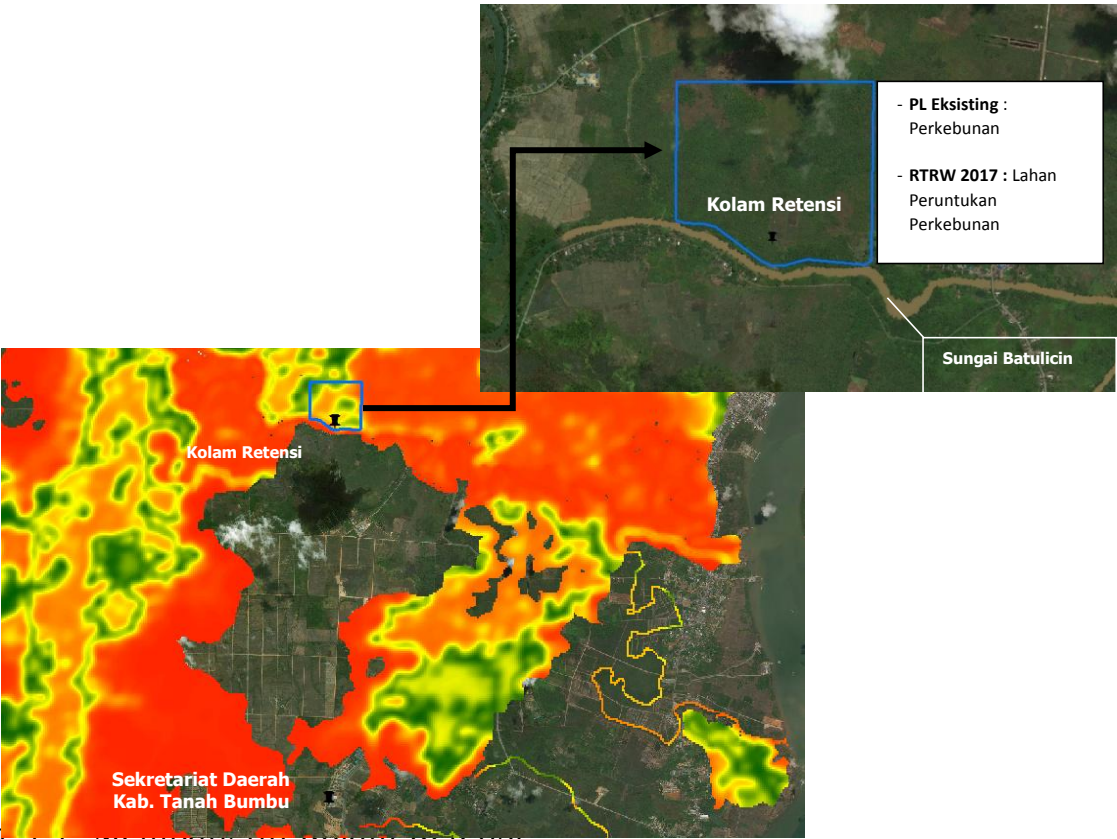 - PL Eksisting :
Perkebunan
- RTRW 2017 : Lahan
Peruntukan
Perkebunan
Kolam Retensi
Sungai Batulicin
Kolam Retensi
Sekretariat Daerah
Kab. Tanah Bumbu